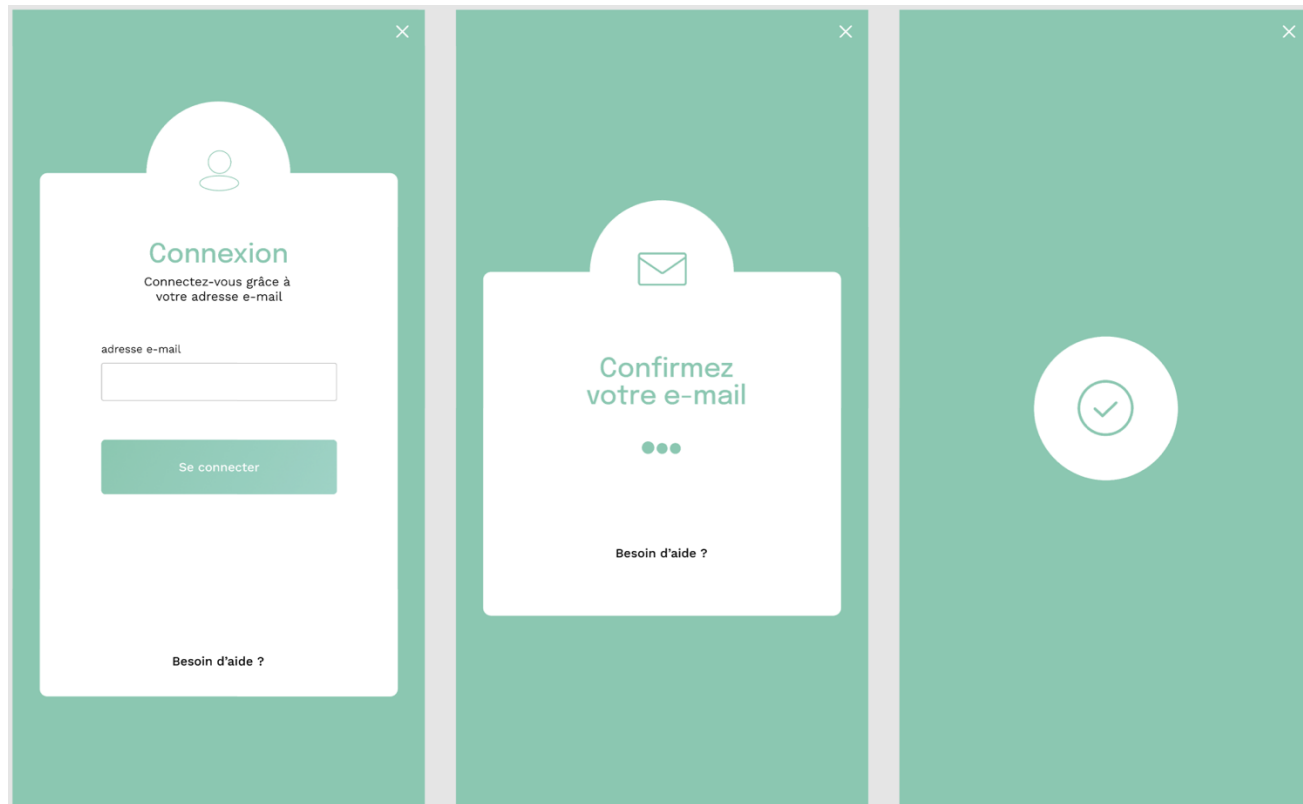 Connexion
Connectez-vous grâce à
votre adresse e-mail
adresse e-mail
Se connecter
Besoin d’aide ?
Confirmez
votre e-mail
Besoin d’aide ?